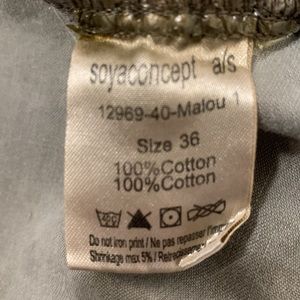 soyaconcept a/s
12969-40-Malou 1
Size 36
100%Cotton
100%Cotton
Do not iron print / Ne pas repasser l'imp
Shrinkage max 5% /